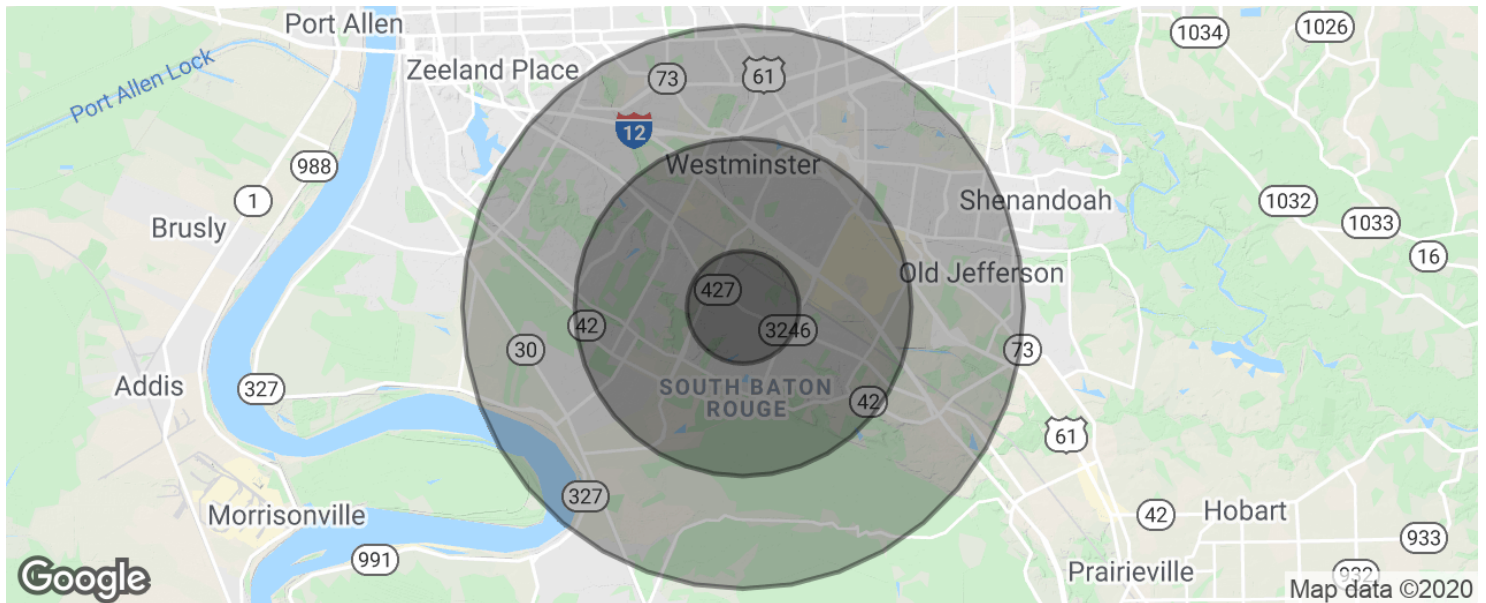 Port Allen
1034
1026
Zeeland Place
73
61
Port Allen Lock
12
988
Westminster
1
Shenandoah
1032
1033
Brusly
16
Old Jefferson
427
42
3246
30
73
Addis
327
SOUTH BATON
ROUGE
42
61
327
Morrisonville
42
Hobart
933
991
Prairieville
932
Google
Map data ©2020